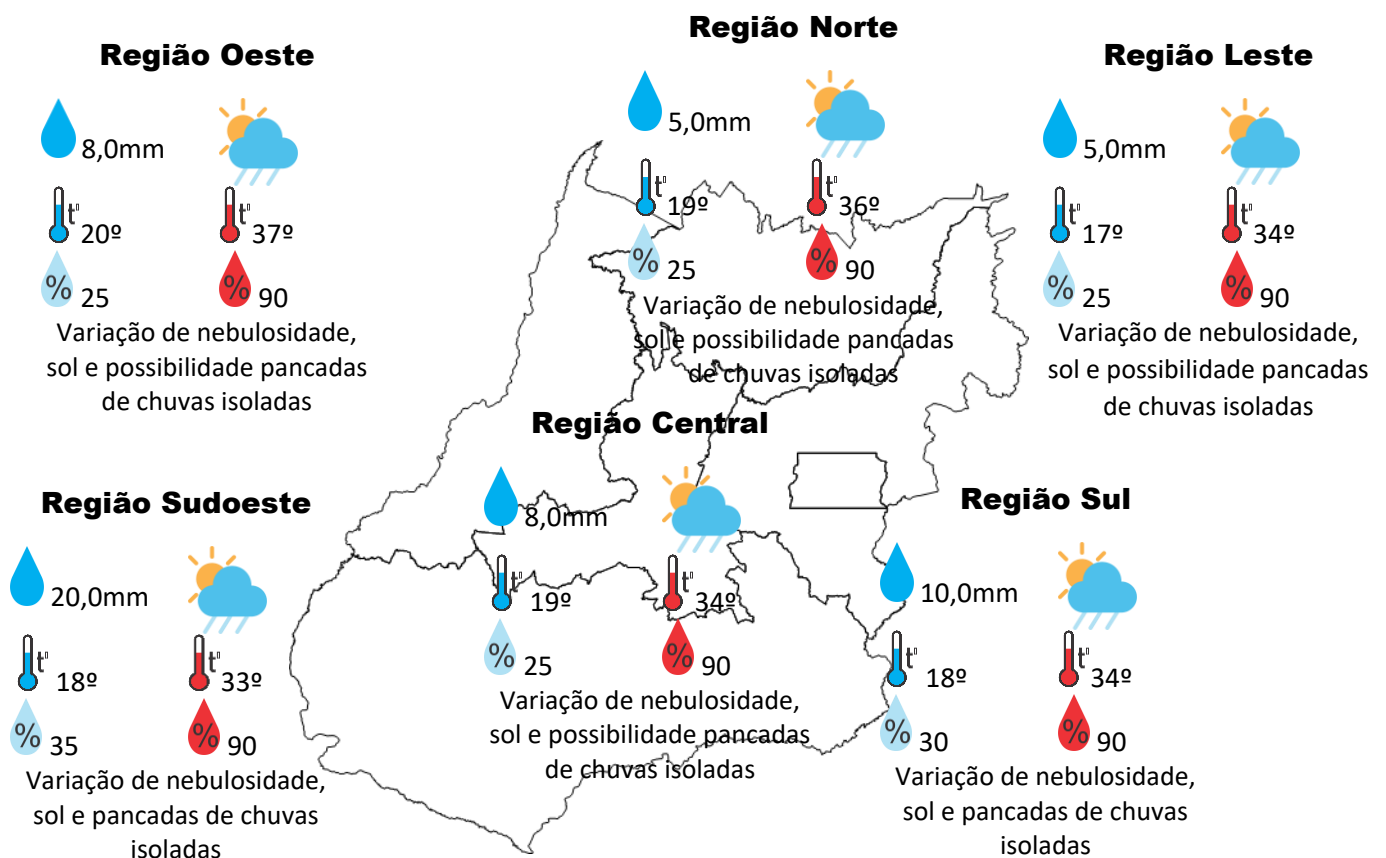 Região Oeste
8,0mm
t°
20º
37º
t°
% 25
% 90
Variação de nebulosidade,
sol e possibilidade pancadas
de chuvas isoladas
Região Norte
5,0mm
t°
19º
t°
36º
% 25
% 90
Variação de nebulosidade,
sol e possibilidade pancadas
de chuvas isoladas
Região Leste
5,0mm
t°
17º
t°
34º
% 25
% 90
Variação de nebulosidade,
sol e possibilidade pancadas
de chuvas isoladas
Região Central
8,0mm
t°
19º
t°
34º
% 25
% 90
Variação de nebulosidade,
sol e possibilidade pancadas
de chuvas isoladas
Região Sudoeste
20,0mm
t°
18º
t°
33º
% 35
% 90
Variação de nebulosidade,
sol e pancadas de chuvas
isoladas
Região Sul
10,0mm
t°
18º
t°
34º
% 30
% 90
Variação de nebulosidade,
sol e pancadas de chuvas
isoladas